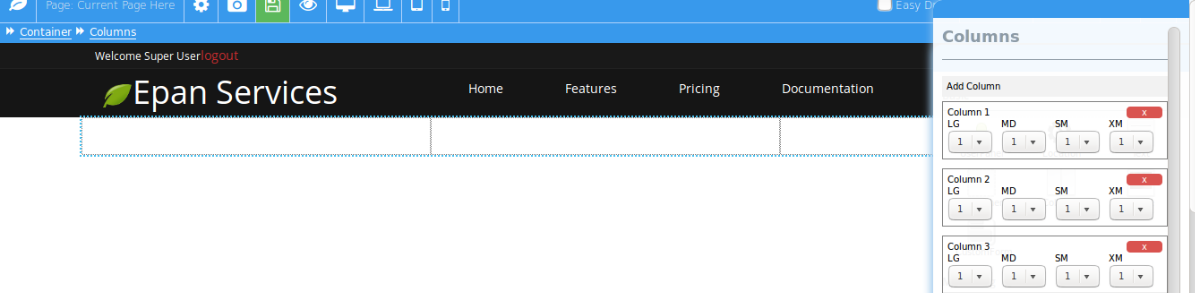 Page: Current Page Here
Easy
Container Columns
Welcome Super Userlogout
Epan Services
Home Features Pricing Documentation
Columns
Add Column
Column 1 x
LG MD SM XM
1 1 1 1
Column 2 x
LG MD SM XM
1 1 1 1
Column 3 x
LG MD SM XM
1 1 1 1